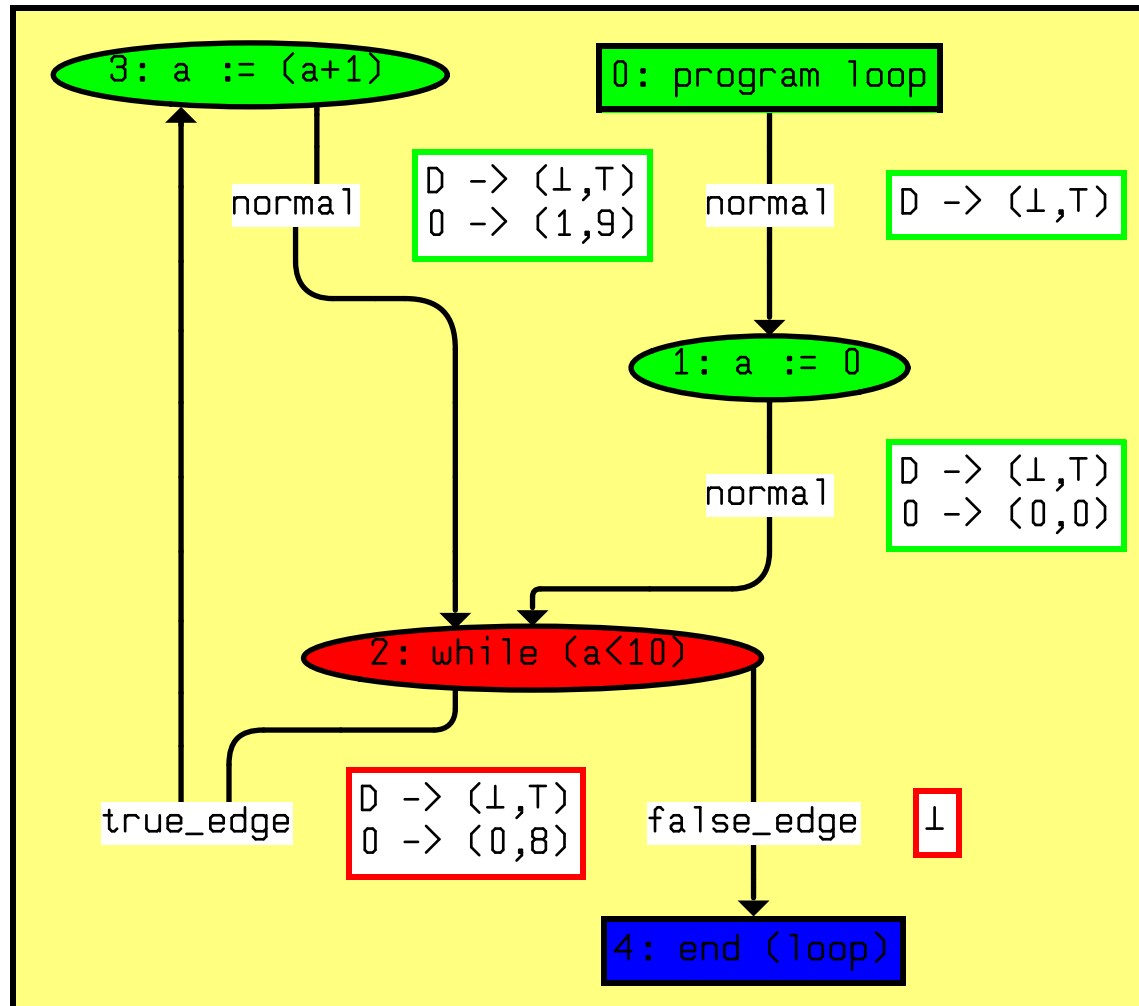 3: a := (a+1)
0: program loop
normal
D -> (⊥,T)
0 -> (1,9)
normal
D -> (⊥,T)
1: a := 0
normal
D -> (⊥,T)
0 -> (0,0)
2: while (a<10)
true_edge
D -> (⊥,T)
0 -> (0,8)
false_edge
⊥
4: end (loop)